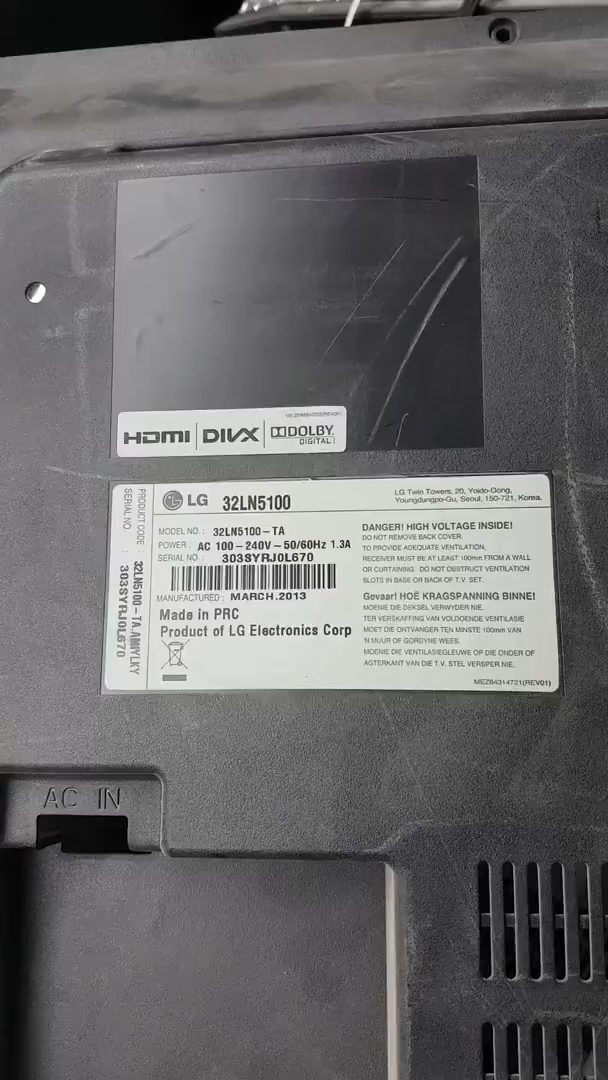 HDMI DIVX DOLBY
DIGITAL
LG 32LN5100
LG Twin Towers, 20, Yoido-Dong,
Youngdungpo-Gu, Seoul, 150-721, Korea.
MODEL NO. : 32LN5100-TA
POWER : AC 100-240V~50/60Hz 1.3A
SERIAL NO. : 303SYRJ0L670
MANUFACTURED : MARCH.2013
Made in PRC
Product of LG Electronics Corp
DANGER! HIGH VOLTAGE INSIDE!
DO NOT REMOVE BACK COVER.
TO PROVIDE ADEQUATE VENTILATION,
RECEIVER MUST BE AT LEAST 100mm FROM A WALL
OR CURTAINING. DO NOT OBSTRUCT VENTILATION
SLOTS IN BASE OR BACK OF T.V. SET.
Gevaar! HOË KRAGSPANNING BINNE!
MOENIE DIE DEKSEL VERWYDER NIE.
TER VERSKAFFING VAN VOLDOENDE VENTILASIE
MOET DIE ONTVANGER TEN MINSTE 100mm VAN
'N MUUR OF GORDYNE WEES.
MOENIE DIE VENTILASIEGLEUWE OP DIE ONDER OF
AGTERKANT VAN DIE T.V. STEL VERSPER NIE.
MEZ64314721(REV01)
PRODUCT CODE : 32LN5100-TA.AMIYLKY
SERIAL NO. : 303SYRJ0L670
AC IN